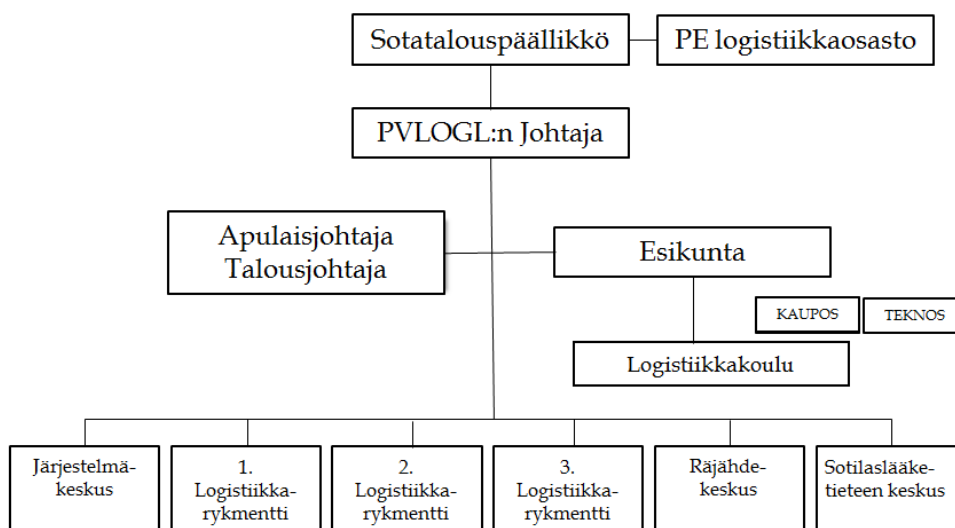 Sotatalouspäällikkö
PE logistiikkaosasto
PVLOGL:n Johtaja
Apulaisjohtaja
Talousjohtaja
Esikunta
KAUPOS
TEKNOS
Logistiikkakoulu
Järjestelmä-
keskus
1.
Logistiikka-
rykmentti
2.
Logistiikka-
rykmentti
3.
Logistiikka-
rykmentti
Räjähde-
keskus
Sotilaslääke-
tieteen keskus